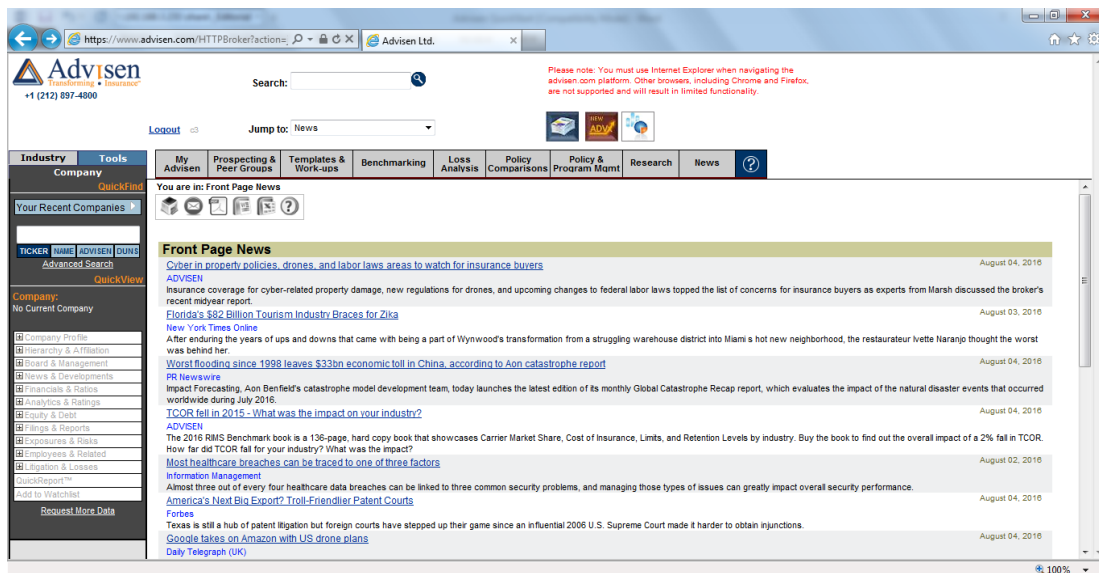 https://www.advisen.com/HTTPBroker?action=
Advisen Ltd.
Advisen
Transforming • Insurance™
+1 (212) 897-4800
Search:
Please note: You must use Internet Explorer when navigating the
advisen.com platform. Other browsers, including Chrome and Firefox,
are not supported and will result in limited functionality.
Logout
Jump to: News
NEW
ADVx
Industry Tools
Company
My Advisen
Prospecting & Peer Groups
Templates & Work-ups
Benchmarking
Loss Analysis
Policy Comparisons
Policy & Program Mgmt
Research
News
QuickFind
Your Recent Companies
TICKER NAME ADVISEN DUNS
Advanced Search
QuickView
Company:
No Current Company
Company Profile
Hierarchy & Affiliation
Board & Management
News & Developments
Financials & Ratios
Analytics & Ratings
Equity & Debt
Filings & Reports
Exposures & Risks
Employees & Related
Litigation & Losses
QuickReport™
Add to Watchlist
Request More Data
You are in: Front Page News
Front Page News
Cyber in property policies, drones, and labor laws areas to watch for insurance buyers August 04, 2016
ADVISEN
Insurance coverage for cyber-related property damage, new regulations for drones, and upcoming changes to federal labor laws topped the list of concerns for insurance buyers as experts from Marsh discussed the broker's
recent midyear report.
Florida's $82 Billion Tourism Industry Braces for Zika August 03, 2016
New York Times Online
After enduring the years of ups and downs that came with being a part of Wynwood's transformation from a struggling warehouse district into Miami s hot new neighborhood, the restaurateur Ivette Naranjo thought the worst
was behind her.
Worst flooding since 1998 leaves $33bn economic toll in China, according to Aon catastrophe report August 04, 2016
PR Newswire
Impact Forecasting, Aon Benfield's catastrophe model development team, today launches the latest edition of its monthly Global Catastrophe Recap report, which evaluates the impact of the natural disaster events that occurred
worldwide during July 2016.
TCOR fell in 2015 - What was the impact on your industry? August 04, 2016
ADVISEN
The 2016 RIMS Benchmark book is a 136-page, hard copy book that showcases Carrier Market Share, Cost of Insurance, Limits, and Retention Levels by industry. Buy the book to find out the overall impact of a 2% fall in TCOR.
How far did TCOR fall for your industry? What was the impact?
Most healthcare breaches can be traced to one of three factors August 02, 2016
Information Management
Almost three out of every four healthcare data breaches can be linked to three common security problems, and managing those types of issues can greatly impact overall security performance.
America's Next Big Export? Troll-Friendlier Patent Courts August 04, 2016
Forbes
Texas is still a hub of patent litigation but foreign courts have stepped up their game since an influential 2006 U.S. Supreme Court made it harder to obtain injunctions.
Google takes on Amazon with US drone plans August 04, 2016
Daily Telegraph (UK)
100%